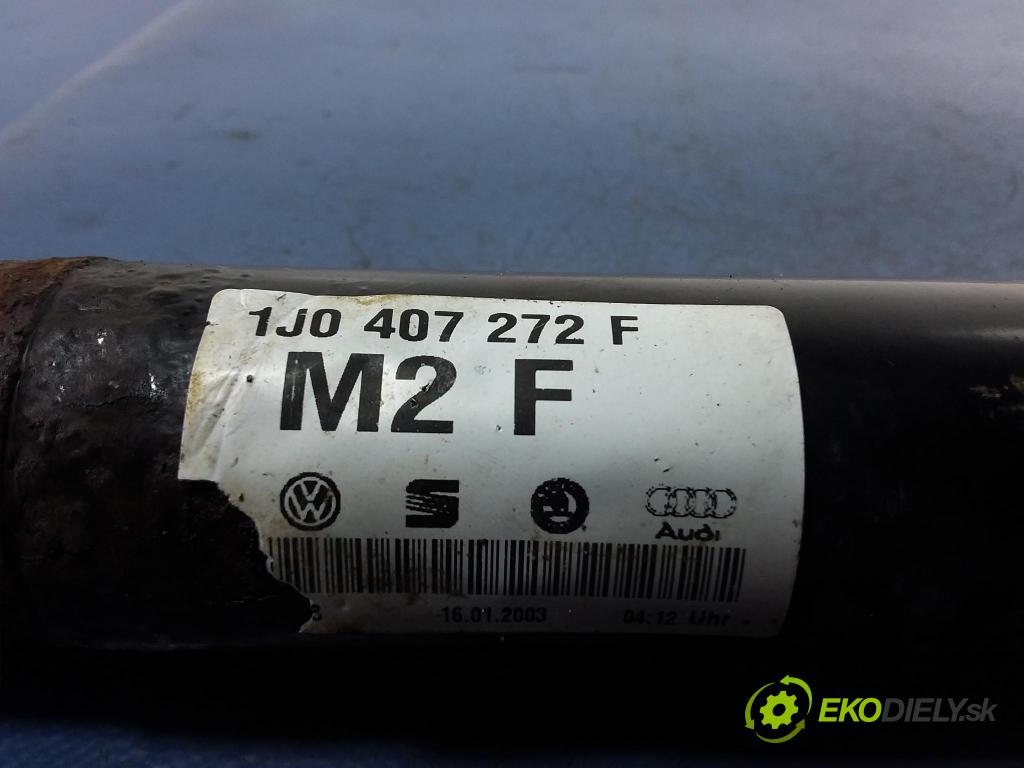 1J0 407 272 F
M2 F
Audi
16.01.2003 04:12 Uhr
EKODIELY.sk